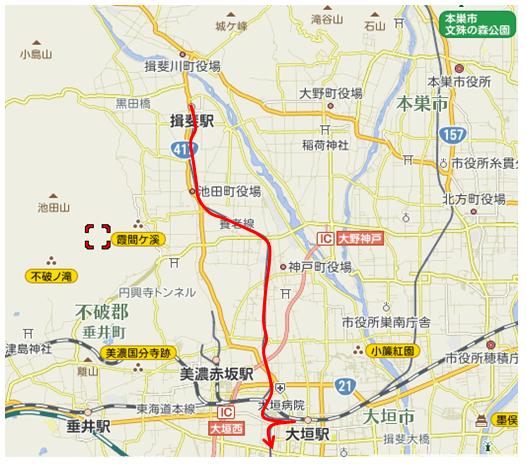 本巣市
文殊の森公園
城ケ峰
滝谷山
石山
小島山
揖斐川町役場
本巣市役所
大野町役場
黒田橋
本巣市
揖斐駅
稲荷神社
157
417
糸貫分
市役所
池田町役場
池田山
北方町役場
養老線
霞間ケ溪
IC 大野神戸
神戸町役場
不破ノ滝
円興寺トンネル
不破郡
垂井町
市役所巣南庁舎
津島神社
美濃国分寺跡
小簾紅園
市役所穂積庁
離山
美濃赤坂駅
21
東海道本線
大垣病院
IC
大垣市
垂井駅
大垣西
大垣駅
揖斐大橋
墨俣